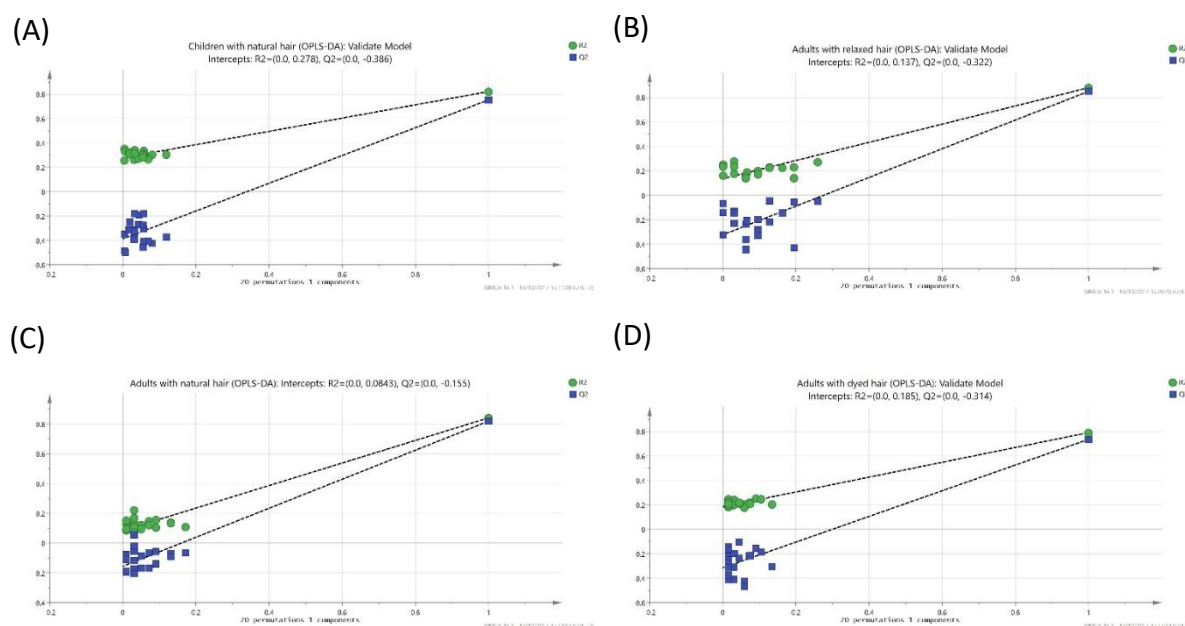 (A)
Children with natural hair (OPLS-DA): Validate Model
Intercepts: R2=(0.0, 0.278), Q2=(0.0, -0.386)
R2
Q2
0.8
0.6
0.4
0.2
0
0.2
0.4
-0.6
0.2 0 0.2 0.4 0.6 0.8 1
20 permutations 1 components
(B)
Adults with relaxed hair (OPLS-DA): Validate Model
Intercepts: R2=(0.0, 0.137), Q2=(0.0, -0.322)
0.8
0.6
0.4
0.2
0
0.2
0.4
0.6
0.2 0 0.2 0.4 0.6 0.8 1
20 permutations 1 components
(C)
Adults with natural hair (OPLS-DA): Intercepts: R2=(0.0, 0.0843), Q2=(0.0, -0.155)
R2
Q2
0.8
0.6
0.4
0.2
0
0.2
0.4
0.2 0 0.2 0.4 0.6 0.8 1
20 permutations 1 components
(D)
Adults with dyed hair (OPLS-DA): Validate Model
Intercepts: R2=(0.0, 0.185), Q2=(0.0, -0.314)
0.8
0.6
0.4
0.2
0
0.2
0.4
0.6
0.2 0 0.2 0.4 0.6 0.8 1
20 permutations 1 components